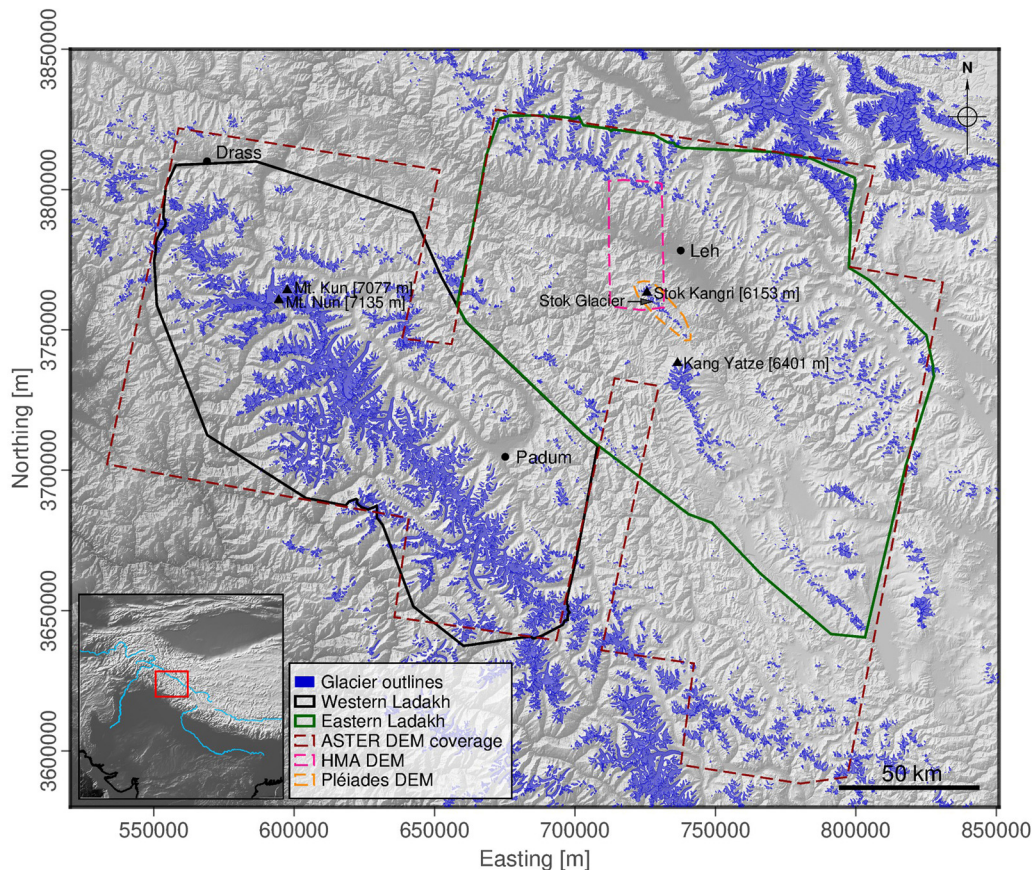 3850000
N
Drass
3800000
Leh
Mt. Kun [7077 m]
Mt. Nun [7135 m]
Stok Kangri [6153 m]
Stok Glacier
3750000
Kang Yatze [6401 m]
Northing [m]
Padum
3700000
3650000
Glacier outlines
Western Ladakh
Eastern Ladakh
ASTER DEM coverage
HMA DEM
Pléiades DEM
3600000
50 km
550000 600000 650000 700000 750000 800000 850000
Easting [m]